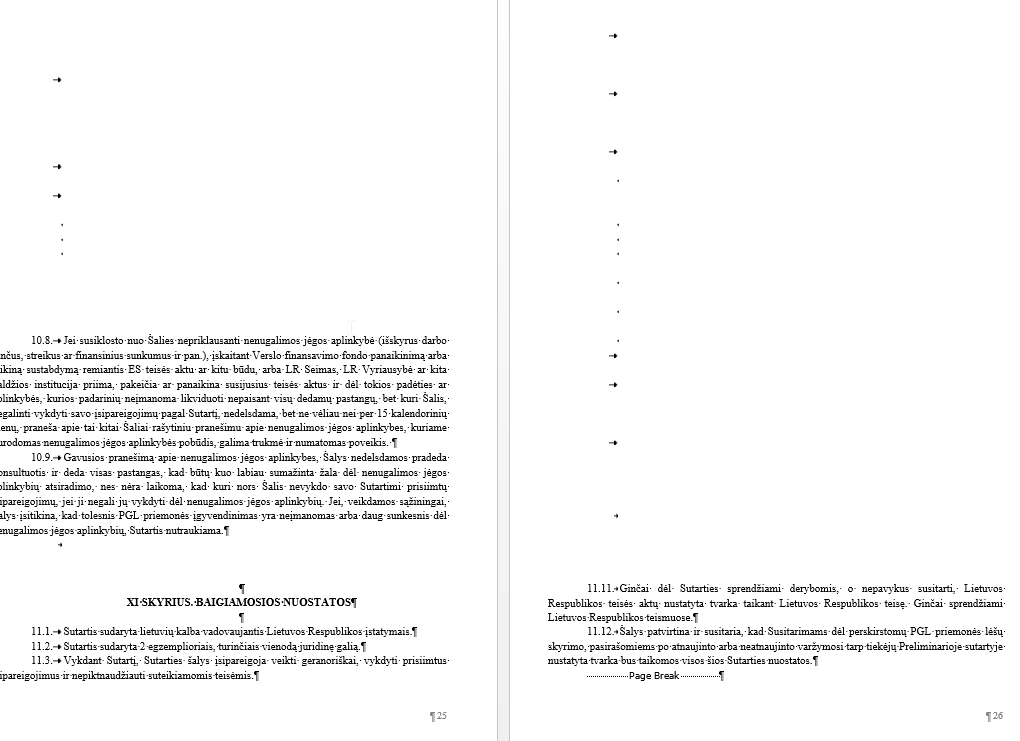 10.8. Jei susiklosto nuo Šalies nepriklausanti nenugalimos jėgos aplinkybė (išskyrus darbo
nčus, streikus ar finansinius sunkumus ir pan.), įskaitant Verslo finansavimo fondo panaikinimą arba
ikiną sustabdymą remiantis ES teisės aktu ar kitu būdu, arba LR Seimas, LR Vyriausybė ar kita
aldžios institucija priima, pakeičia ar panaikina susijusius teisės aktus ir dėl tokios padėties ar
plinkybės, kurios padarinių neįmanoma likviduoti nepaisant visų dedamų pastangų, bet kuri Šalis,
egalinti vykdyti savo įsipareigojimų pagal Sutartį, nedelsdama, bet ne vėliau nei per 15 kalendorinių
ienų, praneša apie tai kitai Šaliai rašytiniu pranešimu apie nenugalimos jėgos aplinkybes, kuriame
urodomas nenugalimos jėgos aplinkybės pobūdis, galima trukmė ir numatomas poveikis. ¶
10.9. Gavusios pranešimą apie nenugalimos jėgos aplinkybes, Šalys nedelsdamos pradeda
onsultuotis ir deda visas pastangas, kad būtų kuo labiau sumažinta žala dėl nenugalimos jėgos
plinkybių atsiradimo, nes nėra laikoma, kad kuri nors Šalis nevykdo savo Sutartimi prisiimtų
ipareigojimų, jei ji negali jų vykdyti dėl nenugalimos jėgos aplinkybių. Jei, veikdamos sąžiningai,
alys įsitikina, kad tolesnis PGL priemonės įgyvendinimas yra neįmanomas arba daug sunkesnis dėl
enugalimos jėgos aplinkybių, Sutartis nutraukiama.¶
¶
XI SKYRIUS. BAIGIAMOSIOS NUOSTATOS¶
¶
11.1. Sutartis sudaryta lietuvių kalba vadovaujantis Lietuvos Respublikos įstatymais.¶
11.2. Sutartis sudaryta 2 egzemplioriais, turinčiais vienodą juridinę galią.¶
11.3. Vykdant Sutartį, Sutarties šalys įsipareigoja veikti geranoriškai, vykdyti prisiimtus
ipareigojimus ir nepiktnaudžiauti suteikiamomis teisėmis.¶
¶ 25
11.11. Ginčai dėl Sutarties sprendžiami derybomis, o nepavykus susitarti, Lietuvos
Respublikos teisės aktų nustatyta tvarka taikant Lietuvos Respublikos teisę. Ginčai sprendžiami
Lietuvos Respublikos teismuose.¶
11.12. Šalys patvirtina ir susitaria, kad Susitarimams dėl perskirstomų PGL priemonės lėšų
skyrimo, pasirašomiems po atnaujinto arba neatnaujinto varžymosi tarp tiekėjų Preliminarioje sutartyje
nustatyta tvarka bus taikomos visos šios Sutarties nuostatos.¶
Page Break ¶
¶ 26